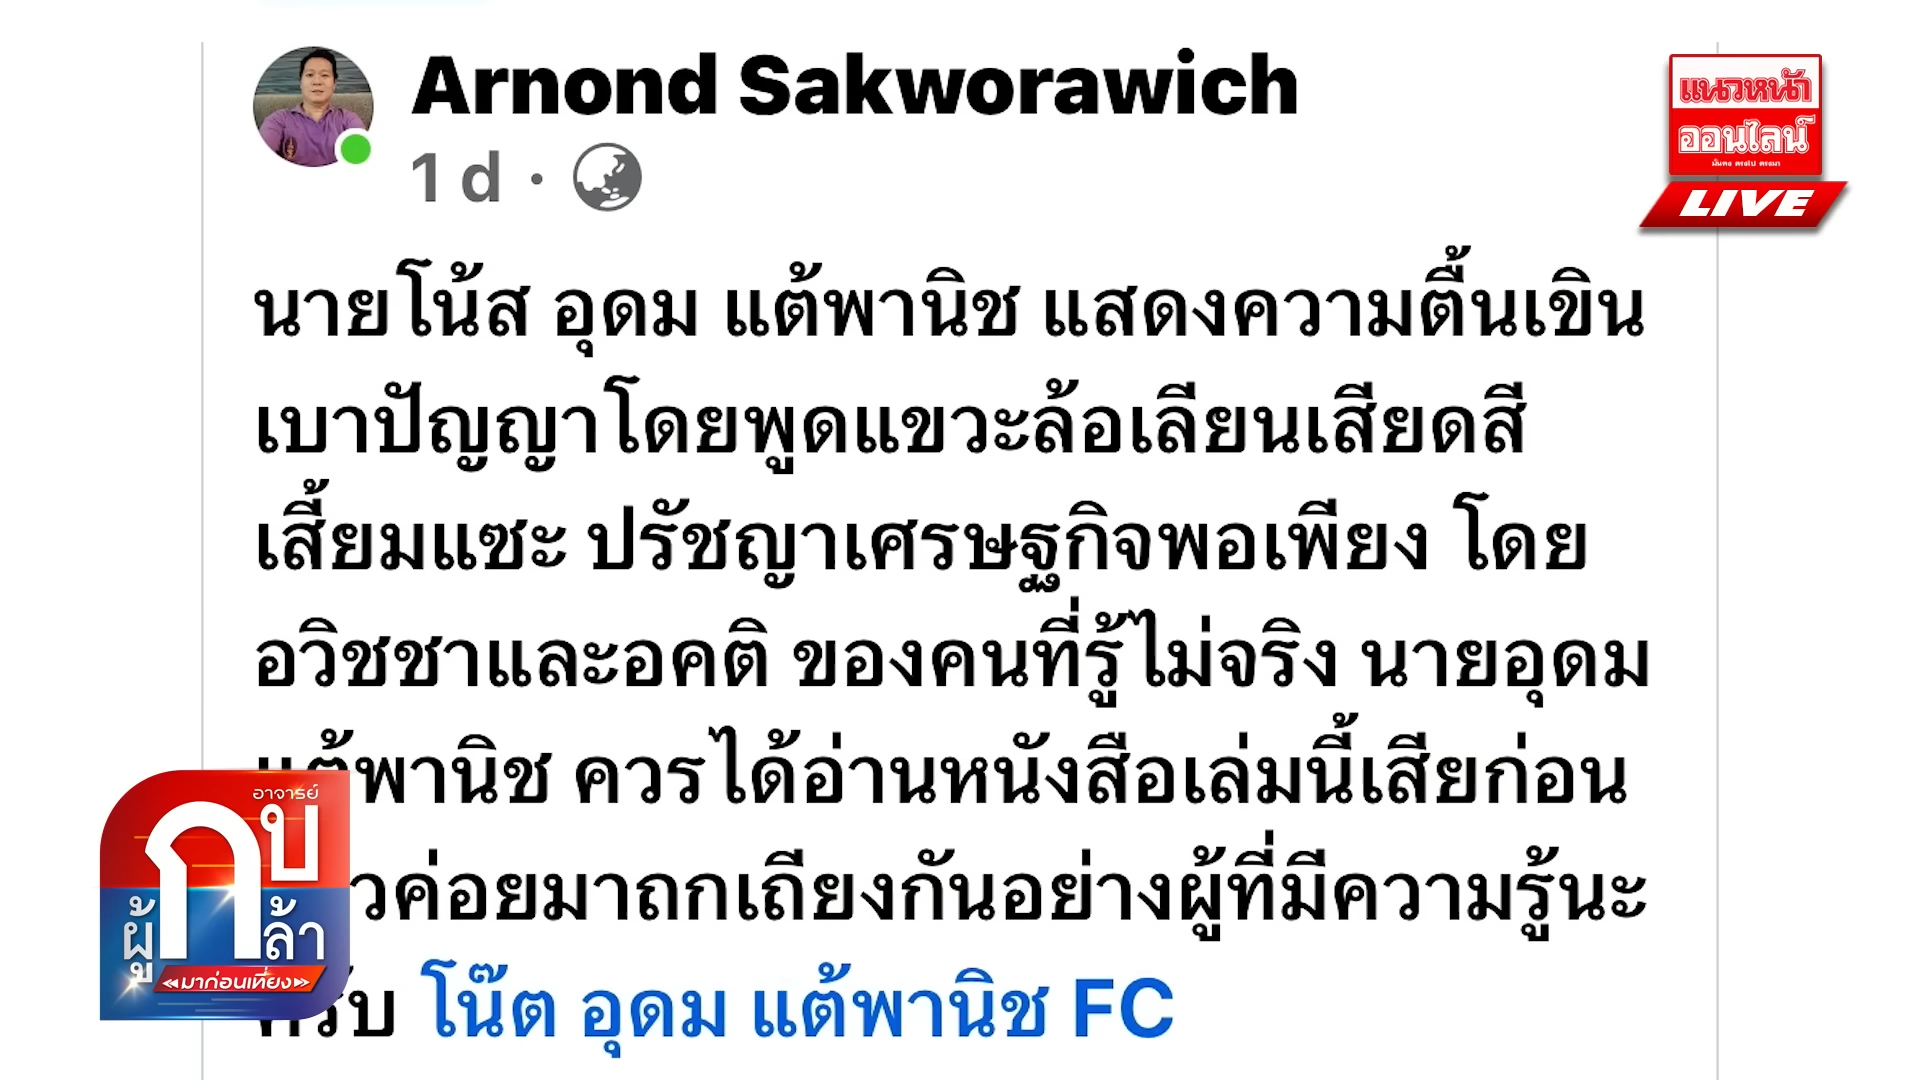 Arnond Sakworawich
1 d ·
แนวหน้า
ออนไลน์
LIVE
นายโน้ส อุดม แต้พานิช แสดงความตื้นเขิน
เบาปัญญาโดยพูดแขวะล้อเลียนเสียดสี
เสี้ยมแซะ ปรัชญาเศรษฐกิจพอเพียง โดย
อวิชชาและอคติ ของคนที่รู้ไม่จริง นายอุดม
แต้พานิช ควรได้อ่านหนังสือเล่มนี้เสียก่อน
ค่อยมาถกเถียงกันอย่างผู้ที่มีความรู้นะ
ครับ โน๊ต อุดม แต้พานิช FC
อาจารย์
กบ
ผู้กล้า
«มาก่อนเที่ยง»